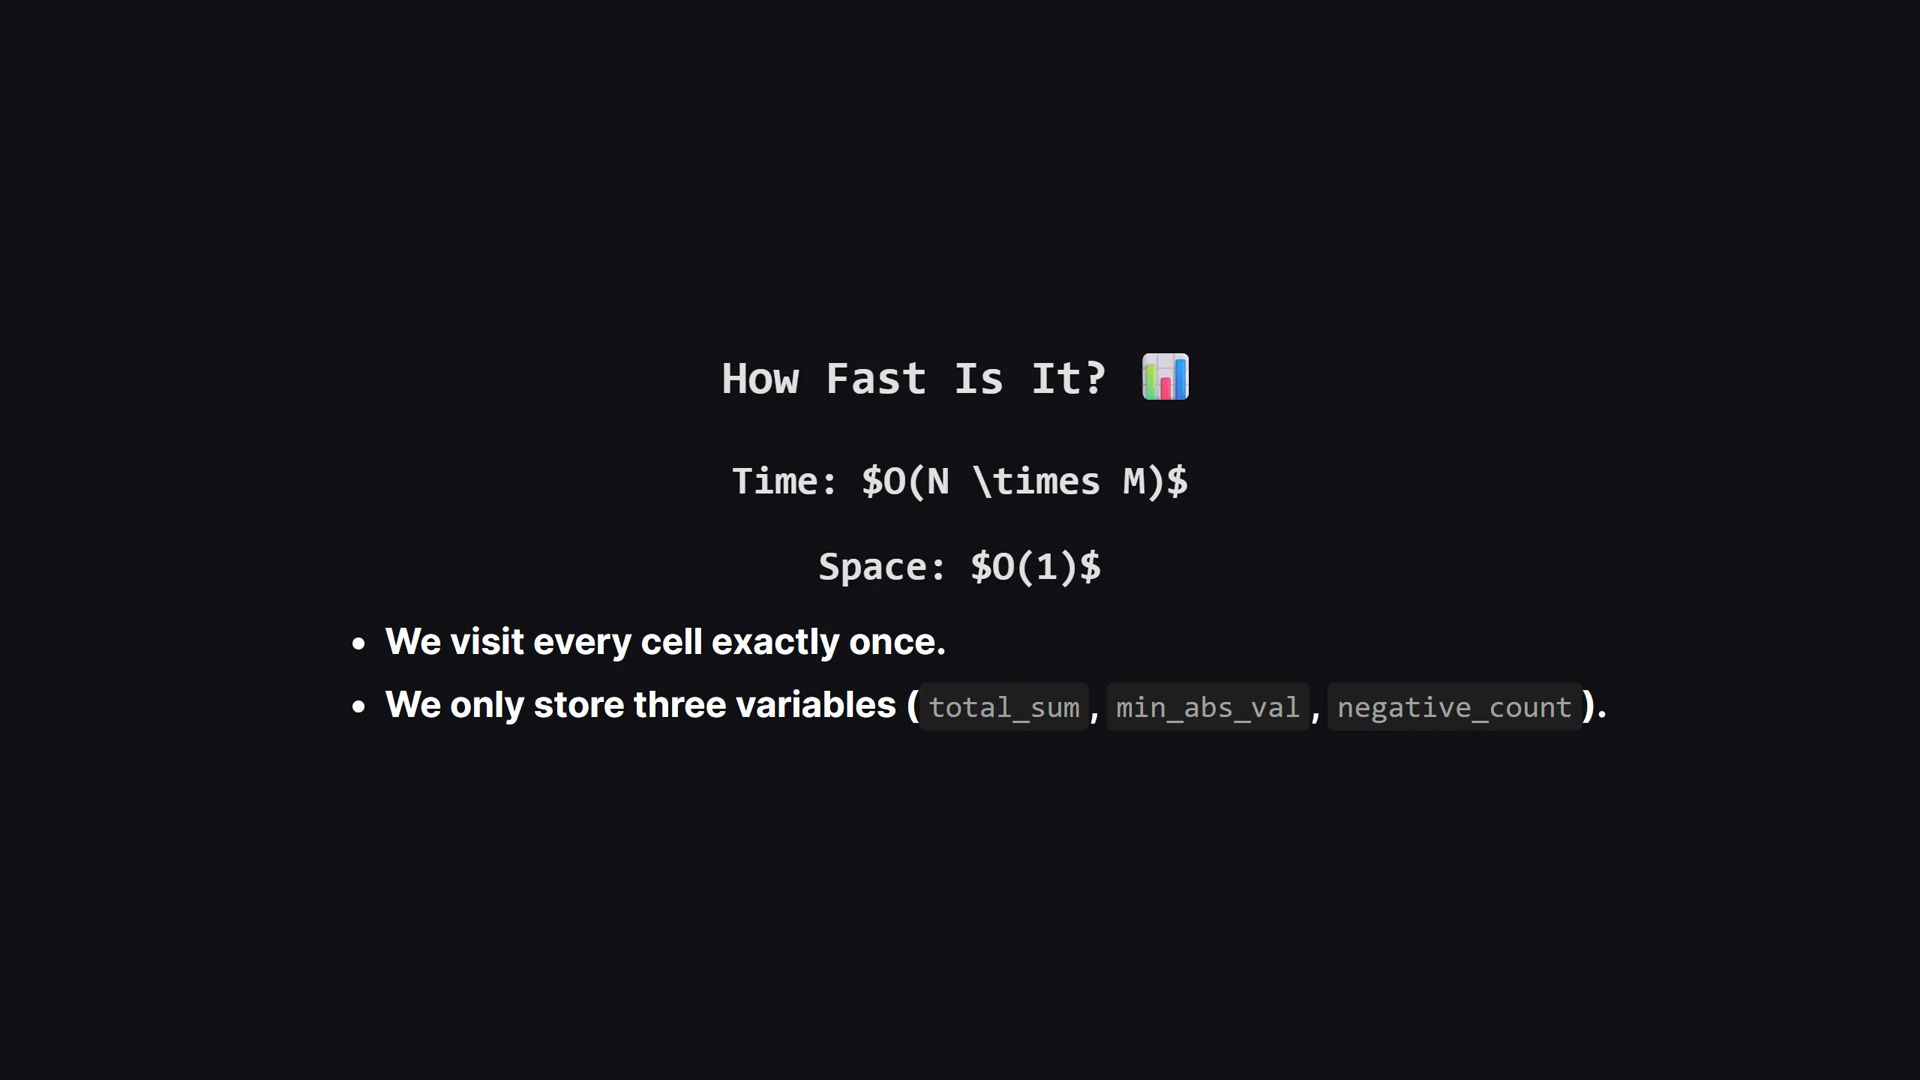 How Fast Is It? 📊
Time: $O(N \times M)$
Space: $O(1)$
• We visit every cell exactly once.
• We only store three variables (total_sum, min_abs_val, negative_count).